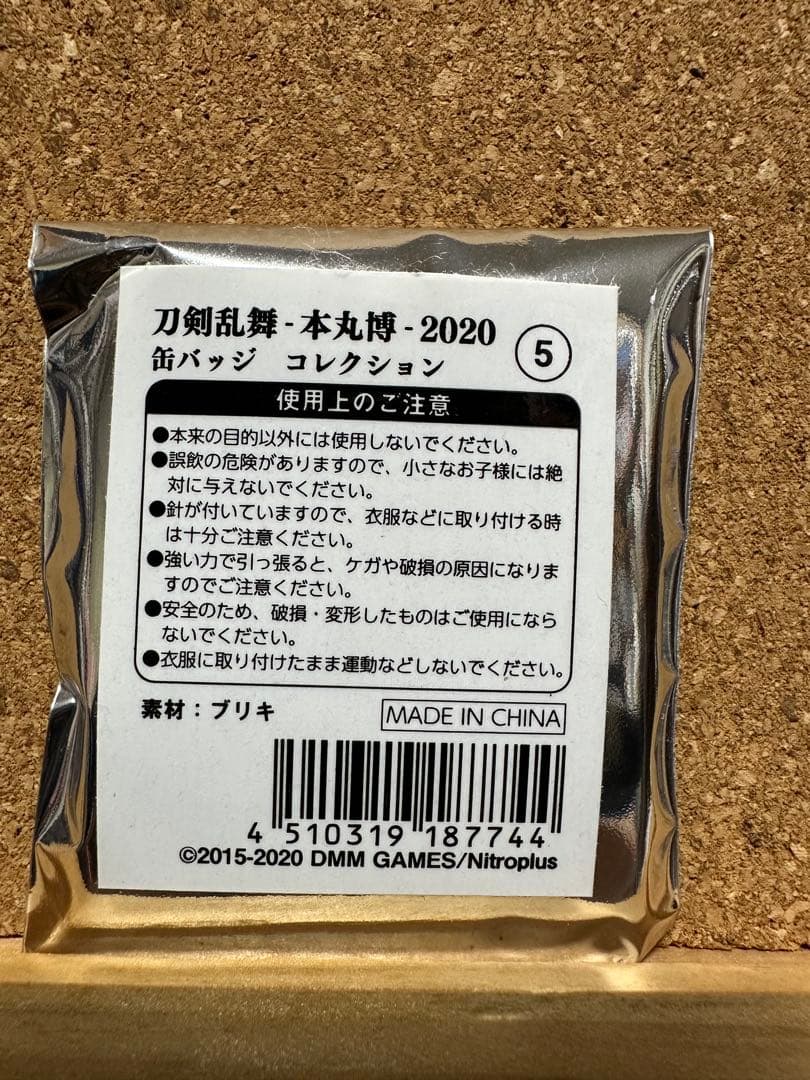 刀剣乱舞-本丸博-2020
缶バッジ コレクション
⑤
使用上のご注意
●本来の目的以外には使用しないでください。
●誤飲の危険がありますので、小さなお子様には絶
対に与えないでください。
●針が付いていますので、衣服などに取り付ける時
は十分ご注意ください。
●強い力で引っ張ると、ケガや破損の原因になりま
すのでご注意ください。
●安全のため、破損・変形したものはご使用になら
ないでください。
●衣服に取り付けたまま運動などしないでください。
素材：ブリキ
MADE IN CHINA
4 510319 187744
©2015-2020 DMM GAMES/Nitroplus